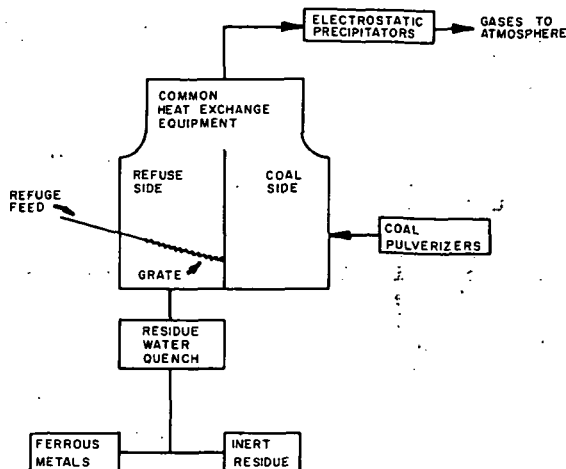 ELECTROSTATIC
PRECIPITATORS
GASES TO
ATMOSPHERE
COMMON
HEAT EXCHANGE
EQUIPMENT
REFUSE
SIDE
COAL
SIDE
REFUGE
FEED
GRATE
COAL
PULVERIZERS
RESIDUE
WATER
QUENCH
FERROUS
METALS
INERT
RESIDUE